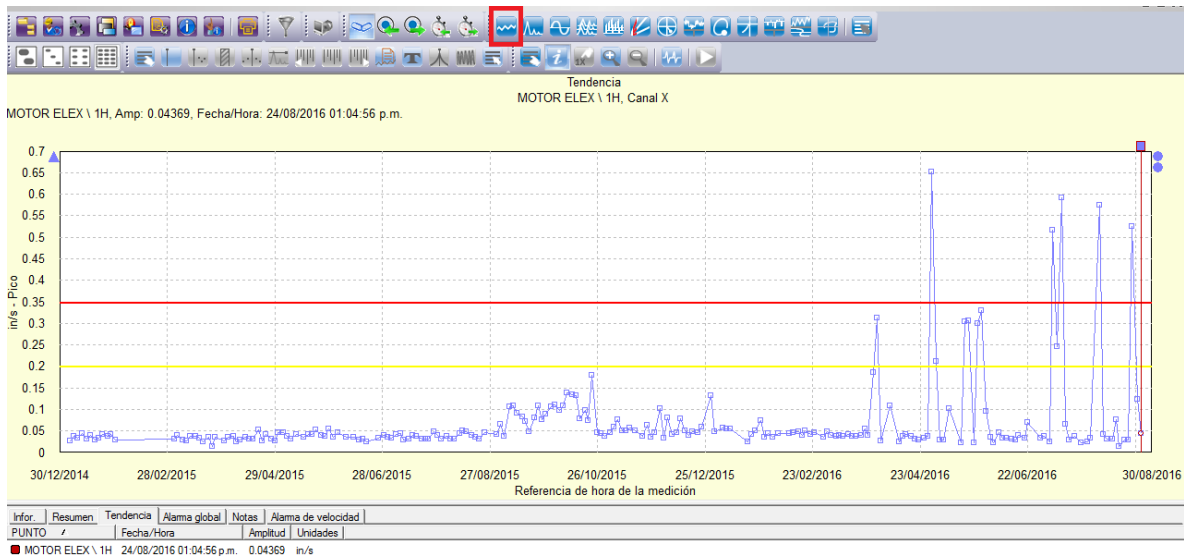 Tendencia
MOTOR ELEX \ 1H, Canal X
MOTOR ELEX \ 1H, Amp: 0.04369, Fecha/Hora: 24/08/2016 01:04:56 p.m.
0.7
0.65
0.6
0.55
0.5
0.45
0.4
0.35
0.3
0.25
0.2
0.15
0.1
0.05
0
in/s - Pico
30/12/2014 28/02/2015 29/04/2015 28/06/2015 27/08/2015 26/10/2015 25/12/2015 23/02/2016 23/04/2016 22/06/2016 30/08/2016
Referencia de hora de la medición
Infor. Resumen Tendencia Alarma global Notas Alarma de velocidad
PUNTO / Fecha/Hora Amplitud Unidades
MOTOR ELEX \ 1H 24/08/2016 01:04:56 p.m. 0.04369 in/s